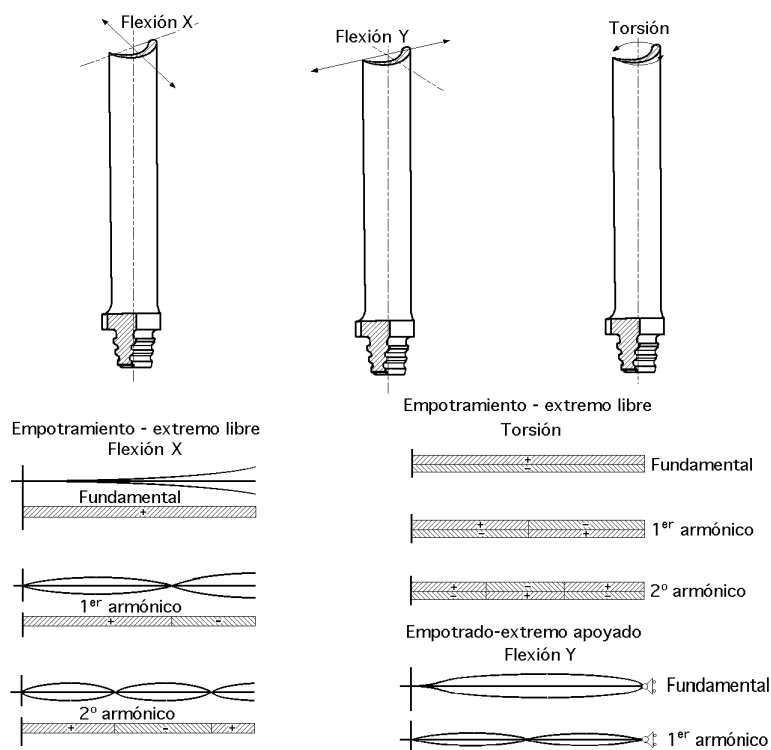 Flexión X
Flexión Y
Torsión
Empotramiento - extremo libre
Flexión X
Fundamental
+
1er armónico
+ -
2º armónico
+ - +
Empotramiento - extremo libre
Torsión
+
-
Fundamental
+ -
- +
1er armónico
+ - +
- + -
2º armónico
Empotrado-extremo apoyado
Flexión Y
Fundamental
1er armónico